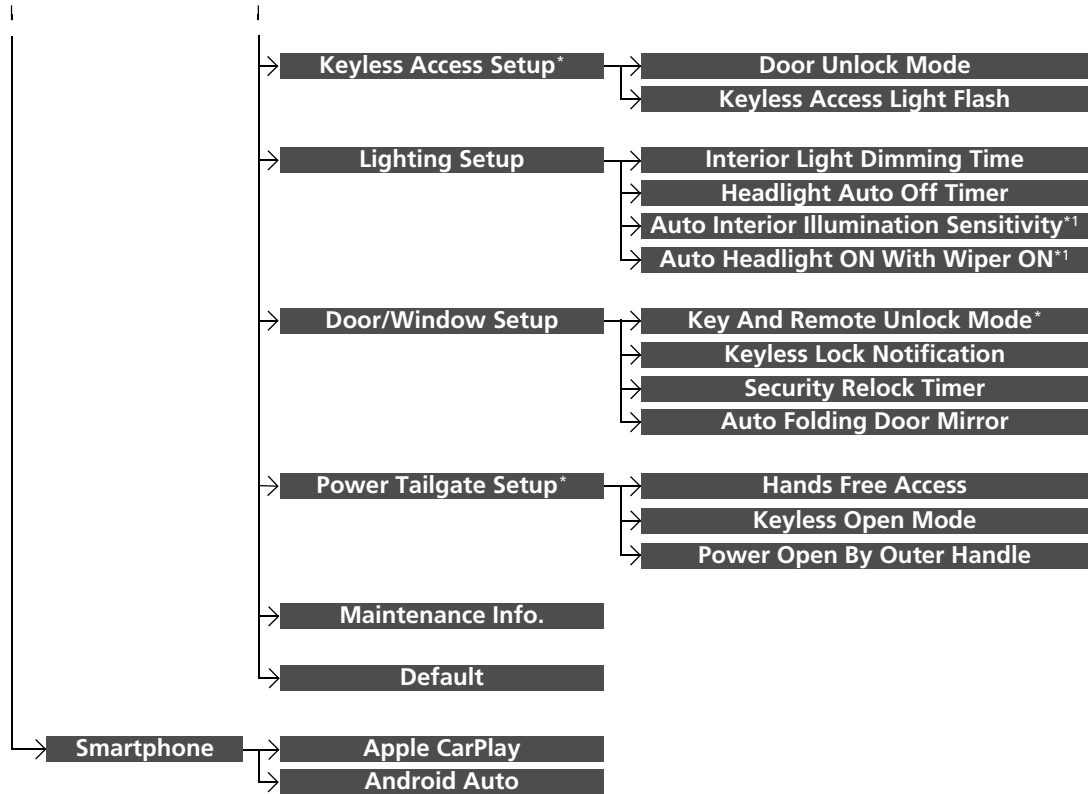 Keyless Access Setup*
Door Unlock Mode
Keyless Access Light Flash
Lighting Setup
Interior Light Dimming Time
Headlight Auto Off Timer
Auto Interior Illumination Sensitivity*1
Auto Headlight ON With Wiper ON*1
Door/Window Setup
Key And Remote Unlock Mode*
Keyless Lock Notification
Security Relock Timer
Auto Folding Door Mirror
Power Tailgate Setup*
Hands Free Access
Keyless Open Mode
Power Open By Outer Handle
Maintenance Info.
Default
Smartphone
Apple CarPlay
Android Auto